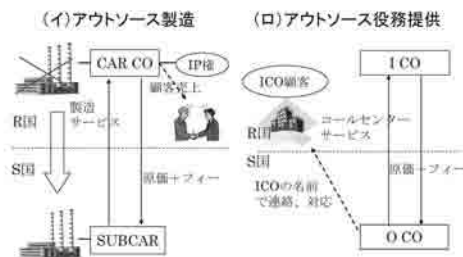 (イ)アウトソース製造
CAR CO
IP権
顧客売上
R国
製造
サービス
S国
原価+フィー
SUBCAR
(ロ)アウトソース役務提供
I CO
ICO顧客
コールセンター
サービス
R国
S国
原価+フィー
ICOの名前
で連絡、対応
O CO